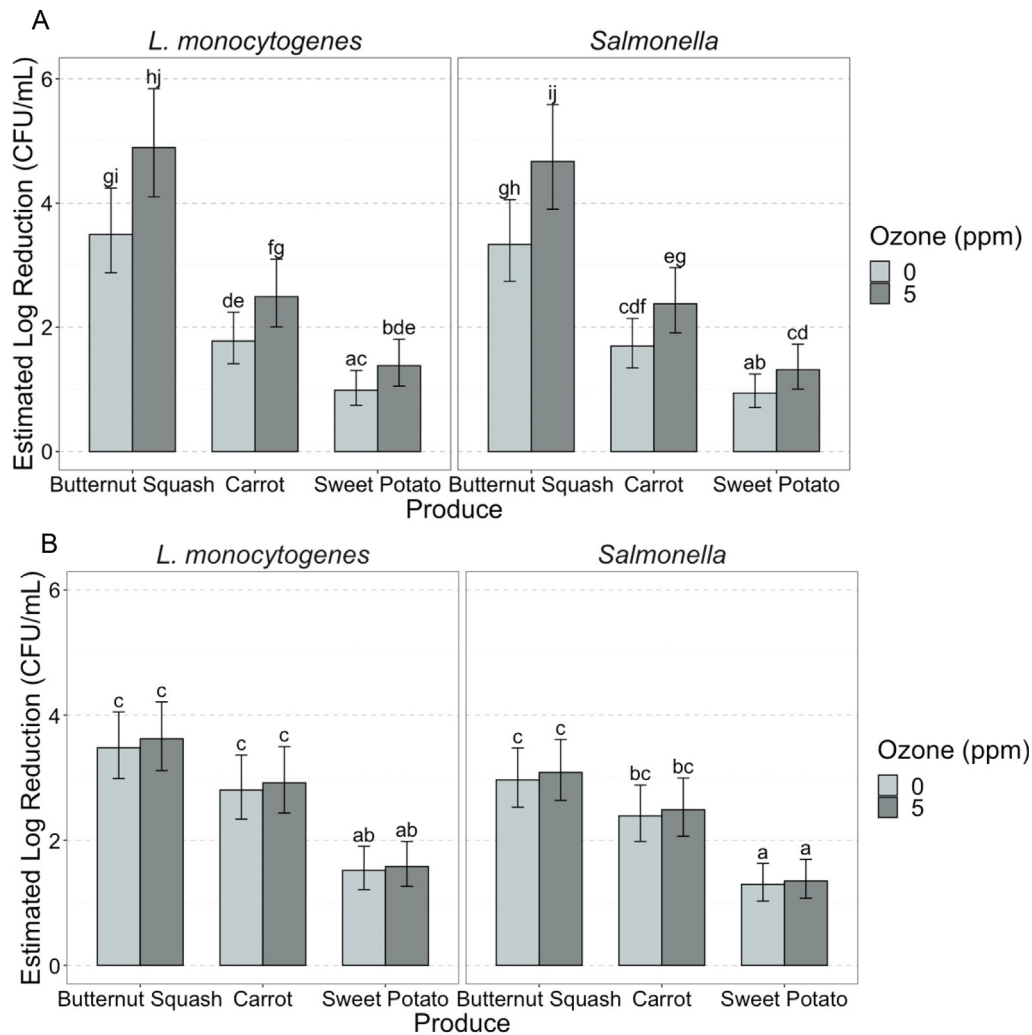 A
L. monocytogenes Salmonella
Estimated Log Reduction (CFU/mL)
6
4
2
0
gi hj de fg ac bde
gh ij cdf eg ab cd
Butternut Squash Carrot Sweet Potato Butternut Squash Carrot Sweet Potato
Produce
Ozone (ppm)
0
5
B
L. monocytogenes Salmonella
Estimated Log Reduction (CFU/mL)
6
4
2
0
c c c c ab ab
c c bc bc a a
Butternut Squash Carrot Sweet Potato Butternut Squash Carrot Sweet Potato
Produce
Ozone (ppm)
0
5